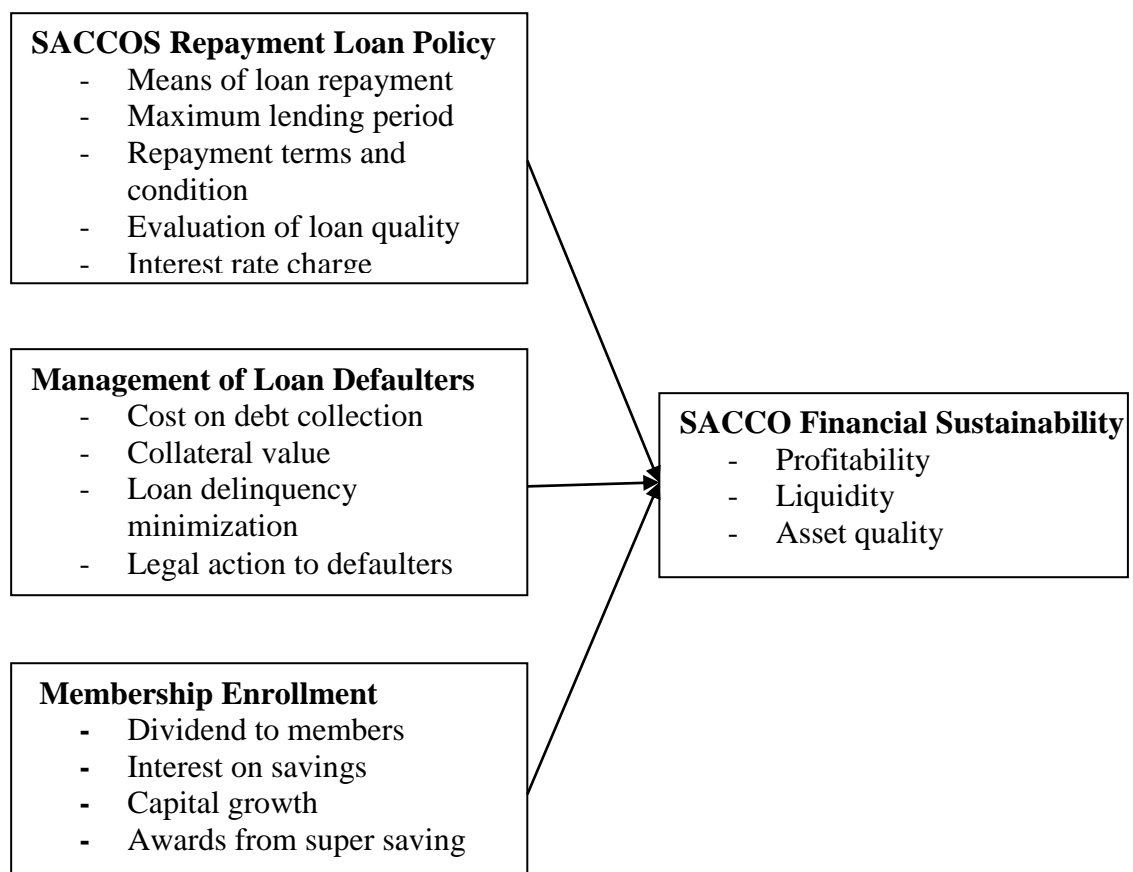 SACCOS Repayment Loan Policy
- Means of loan repayment
- Maximum lending period
- Repayment terms and
condition
- Evaluation of loan quality
- Interest rate charge
Management of Loan Defaulters
- Cost on debt collection
- Collateral value
- Loan delinquency
minimization
- Legal action to defaulters
SACCO Financial Sustainability
- Profitability
- Liquidity
- Asset quality
Membership Enrollment
- Dividend to members
- Interest on savings
- Capital growth
- Awards from super saving